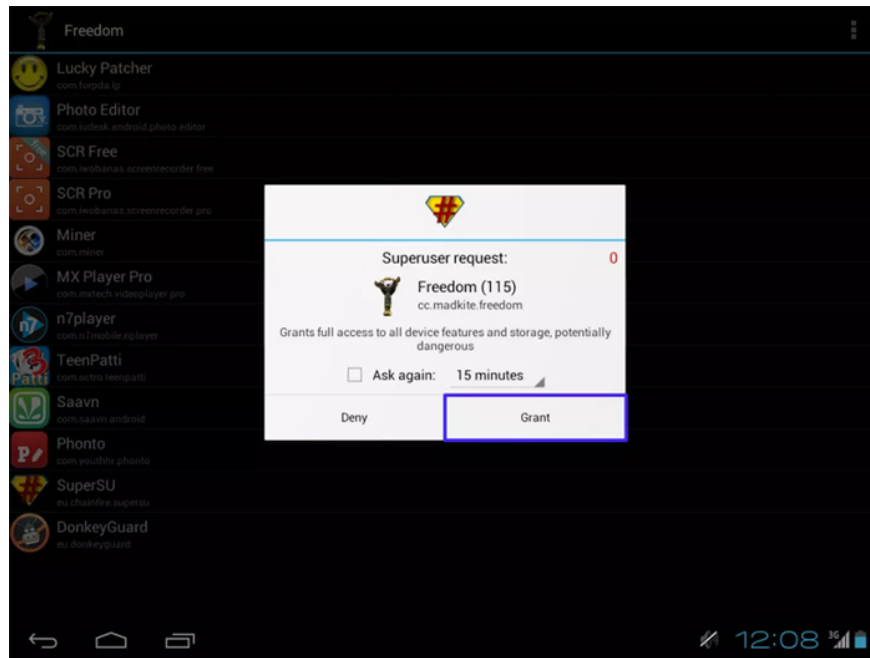 Freedom
Lucky Patcher
com.forpda.lp
Photo Editor
com.iudesk.android.photo.editor
SCR Free
com.iwobanas.screenrecorder.free
SCR Pro
com.iwobanas.screenrecorder.pro
Miner
com.miner
MX Player Pro
com.mxtech.videoplayer.pro
n7player
com.n7mobile.nplayer
TeenPatti
com.octro.teenpatti
Saavn
com.saavn.android
Phonto
com.youthhr.phonto
SuperSU
eu.chainfire.supersu
DonkeyGuard
eu.donkeyguard
Superuser request:
0
Freedom (115)
cc.madkite.freedom
Grants full access to all device features and storage, potentially
dangerous
Ask again: 15 minutes
Deny Grant
12:08 3G